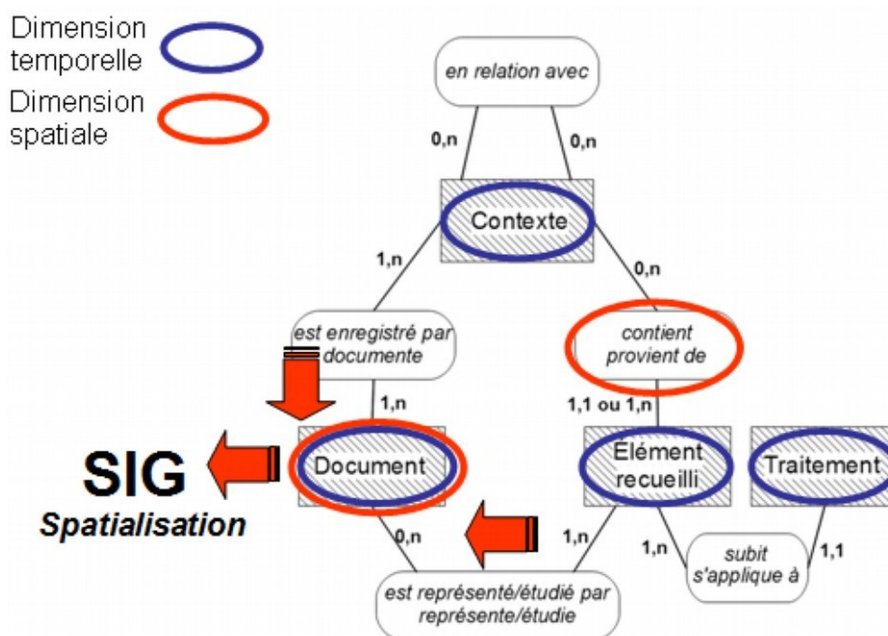 Dimension
temporelle
Dimension
spatiale
en relation avec
0,n
0,n
Contexte
1,n
0,n
est enregistré par
documente
contient
provient de
1,n
1,1 ou 1,n
SIG
Spatialisation
Document
Élément
recueilli
Traitement
0,n
1,n
1,n
1,1
subit
s'applique à
est représenté/étudié par
représente/étudie